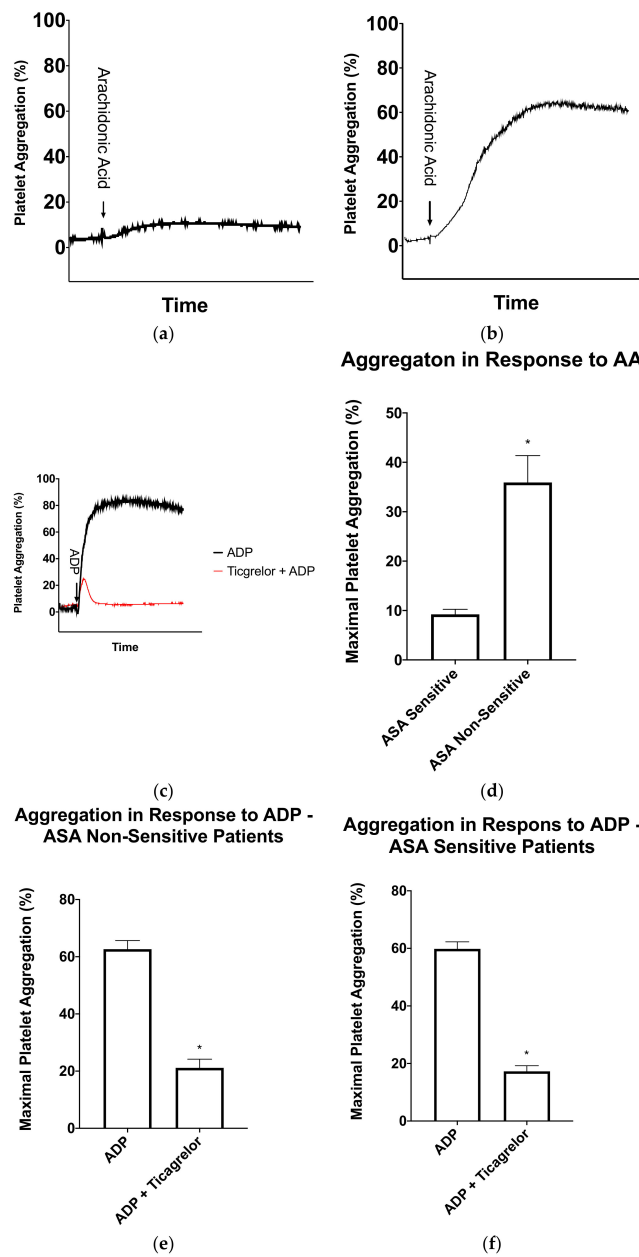 100
80
60
40
20
0
Platelet Aggregation (%)
Arachidonic Acid
Time
(a)
100
80
60
40
20
0
Platelet Aggregation (%)
Arachidonic Acid
Time
(b)
100
80
60
40
20
0
Platelet Aggregation (%)
ADP
Time
ADP
Ticgrelor + ADP
(c)
Aggregaton in Response to AA
50
40
30
20
10
0
Maximal Platelet Aggregation (%)
*
ASA Sensitive
ASA Non-Sensitive
(d)
Aggregation in Response to ADP -
ASA Non-Sensitive Patients
80
60
40
20
0
Maximal Platelet Aggregation (%)
*
ADP
ADP + Ticagrelor
(e)
Aggregation in Respons to ADP -
ASA Sensitive Patients
80
60
40
20
0
Maximal Platelet Aggregation (%)
*
ADP
ADP + Ticagrelor
(f)